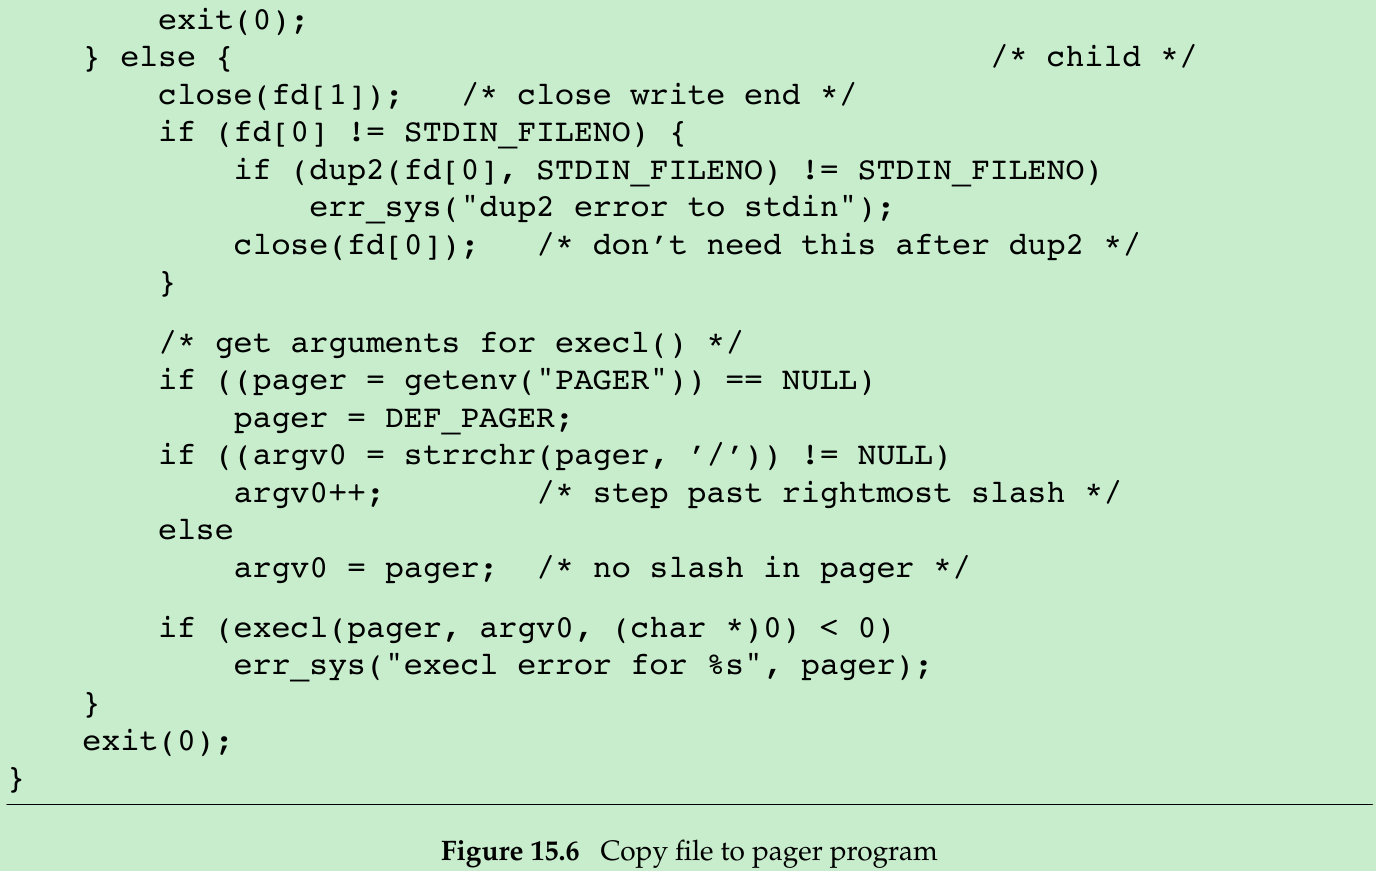 exit(0);
    } else {                                        /* child */
        close(fd[1]);   /* close write end */
        if (fd[0] != STDIN_FILENO) {
            if (dup2(fd[0], STDIN_FILENO) != STDIN_FILENO)
                err_sys("dup2 error to stdin");
            close(fd[0]);   /* don’t need this after dup2 */
        }
        /* get arguments for execl() */
        if ((pager = getenv("PAGER")) == NULL)
            pager = DEF_PAGER;
        if ((argv0 = strrchr(pager, ’/’)) != NULL)
            argv0++;        /* step past rightmost slash */
        else
            argv0 = pager;  /* no slash in pager */
        if (execl(pager, argv0, (char *)0) < 0)
            err_sys("execl error for %s", pager);
    }
    exit(0);
}
Figure 15.6   Copy file to pager program